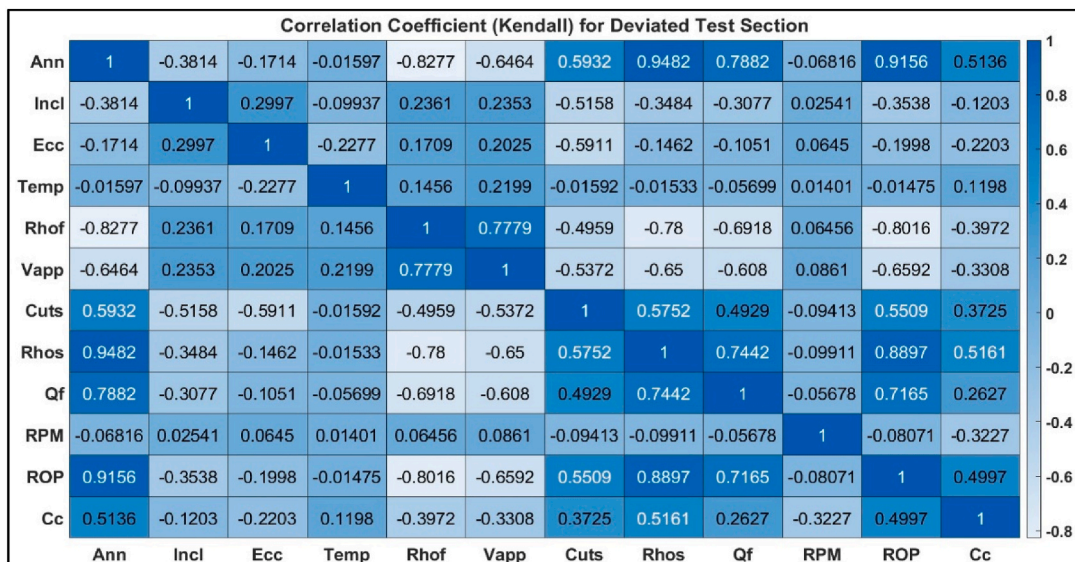 Correlation Coefficient (Kendall) for Deviated Test Section
Ann 1 -0.3814 -0.1714 -0.01597 -0.8277 -0.6464 0.5932 0.9482 0.7882 -0.06816 0.9156 0.5136
Incl -0.3814 1 0.2997 -0.09937 0.2361 0.2353 -0.5158 -0.3484 -0.3077 0.02541 -0.3538 -0.1203
Ecc -0.1714 0.2997 1 -0.2277 0.1709 0.2025 -0.5911 -0.1462 -0.1051 0.0645 -0.1998 -0.2203
Temp -0.01597 -0.09937 -0.2277 1 0.1456 0.2199 -0.01592 -0.01533 -0.05699 0.01401 -0.01475 0.1198
Rhof -0.8277 0.2361 0.1709 0.1456 1 0.7779 -0.4959 -0.78 -0.6918 0.06456 -0.8016 -0.3972
Vapp -0.6464 0.2353 0.2025 0.2199 0.7779 1 -0.5372 -0.65 -0.608 0.0861 -0.6592 -0.3308
Cuts 0.5932 -0.5158 -0.5911 -0.01592 -0.4959 -0.5372 1 0.5752 0.4929 -0.09413 0.5509 0.3725
Rhos 0.9482 -0.3484 -0.1462 -0.01533 -0.78 -0.65 0.5752 1 0.7442 -0.09911 0.8897 0.5161
Qf 0.7882 -0.3077 -0.1051 -0.05699 -0.6918 -0.608 0.4929 0.7442 1 -0.05678 0.7165 0.2627
RPM -0.06816 0.02541 0.0645 0.01401 0.06456 0.0861 -0.09413 -0.09911 -0.05678 1 -0.08071 -0.3227
ROP 0.9156 -0.3538 -0.1998 -0.01475 -0.8016 -0.6592 0.5509 0.8897 0.7165 -0.08071 1 0.4997
Cc 0.5136 -0.1203 -0.2203 0.1198 -0.3972 -0.3308 0.3725 0.5161 0.2627 -0.3227 0.4997 1
Ann Incl Ecc Temp Rhof Vapp Cuts Rhos Qf RPM ROP Cc
1
0.8
0.6
0.4
0.2
0
-0.2
-0.4
-0.6
-0.8